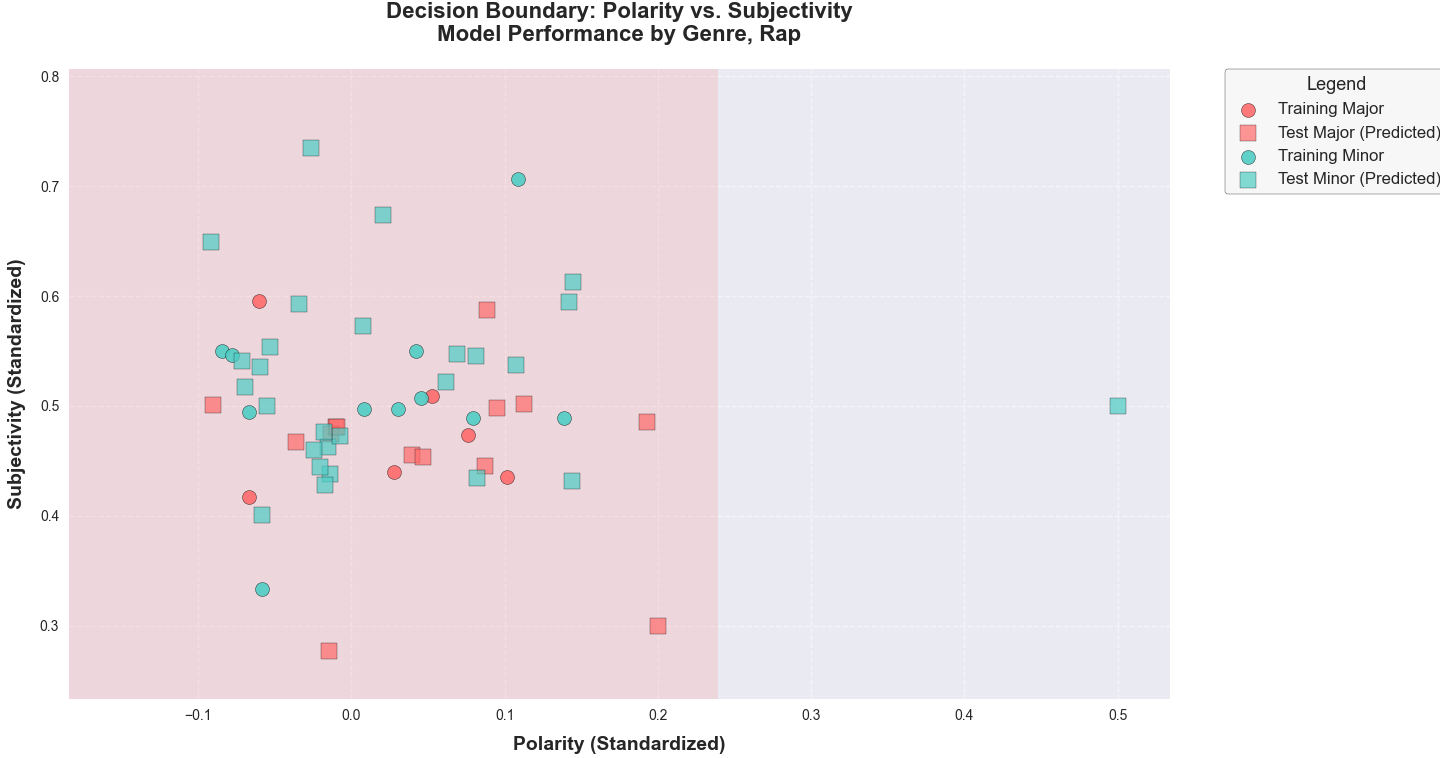 Decision Boundary: Polarity vs. Subjectivity
Model Performance by Genre, Rap
Legend
Training Major
Test Major (Predicted)
Training Minor
Test Minor (Predicted)
Subjectivity (Standardized)
0.8
0.7
0.6
0.5
0.4
0.3
−0.1
0.0
0.1
0.2
0.3
0.4
0.5
Polarity (Standardized)